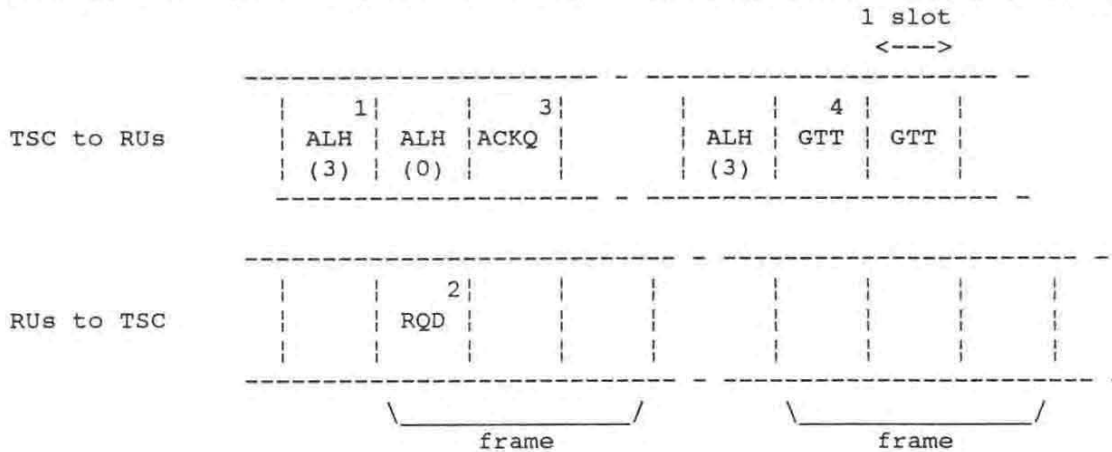 1 slot
<--->
1 3 4
TSC to RUs ALH ALH ACKQ ALH GTT GTT
(3) (0) (3)
2
RUs to TSC RQD
frame frame